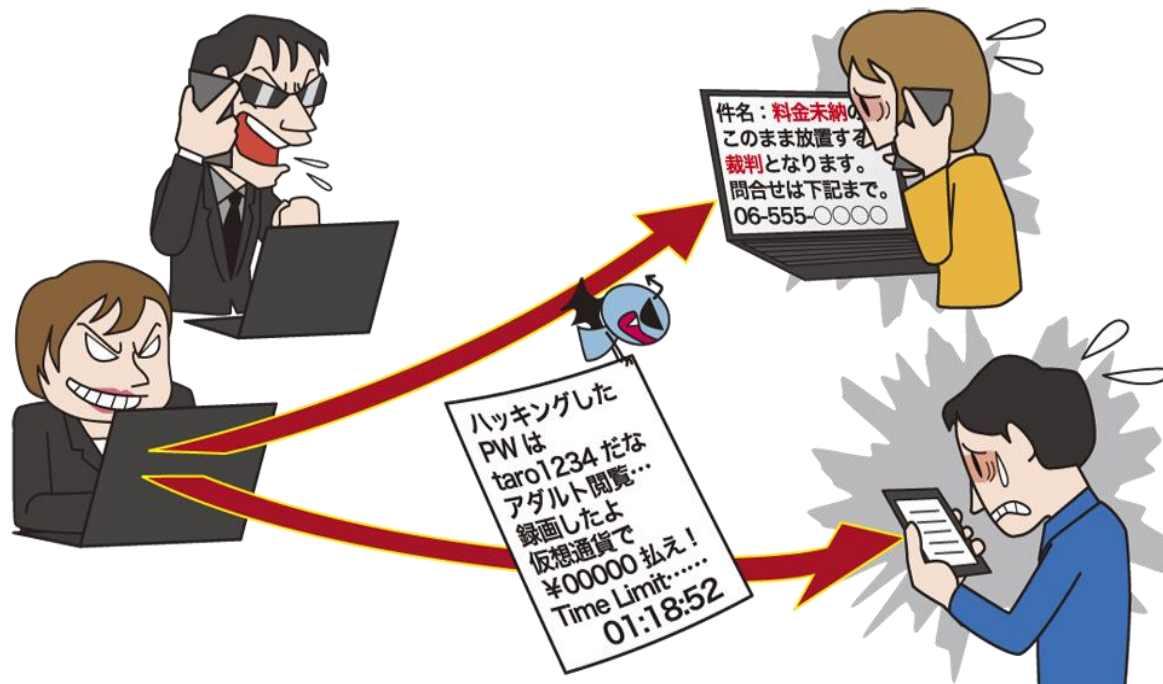 件名：料金未納の
このまま放置する
裁判となります。
問合せは下記まで。
06-555-○○○○
ハッキングした
PWは
taro1234だな
アダルト閲覧…
録画したよ
仮想通貨で
¥00000払え！
Time Limit……
01:18:52